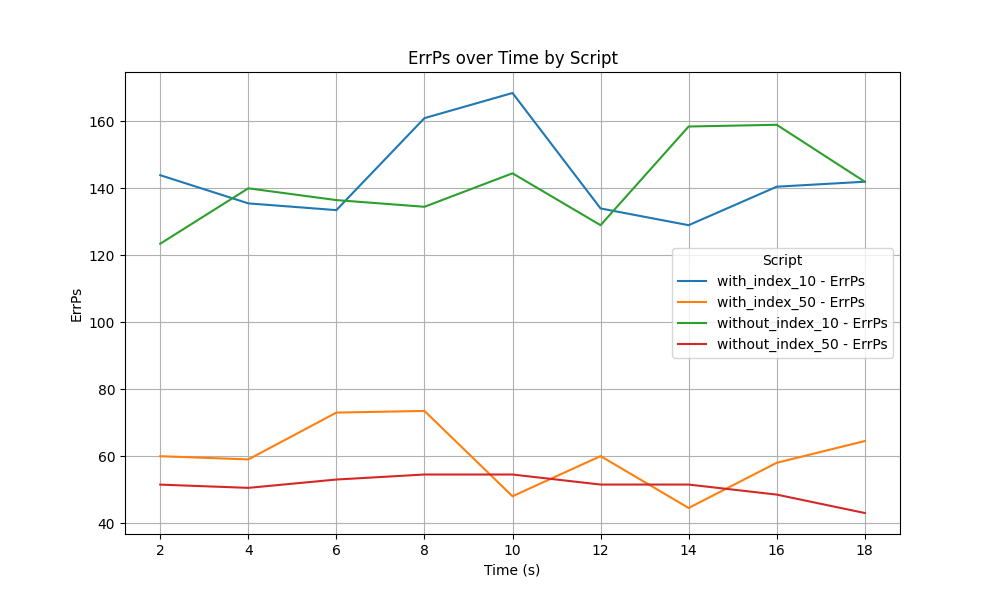 ErrPs over Time by Script
ErrPs
160
140
120
100
80
60
40
2 4 6 8 10 12 14 16 18
Time (s)
Script
with_index_10 - ErrPs
with_index_50 - ErrPs
without_index_10 - ErrPs
without_index_50 - ErrPs